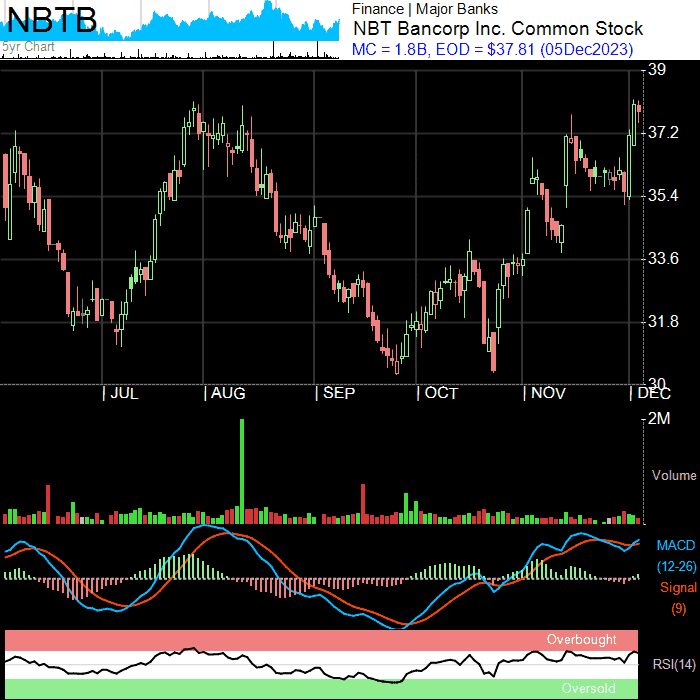 NBTB
5yr Chart
Finance | Major Banks
NBT Bancorp Inc. Common Stock
MC = 1.8B, EOD = $37.81 (05Dec2023)
39
37.2
35.4
33.6
31.8
30
JUL AUG SEP OCT NOV DEC
2M
Volume
MACD
(12-26)
Signal
(9)
Overbought
RSI(14)
Oversold